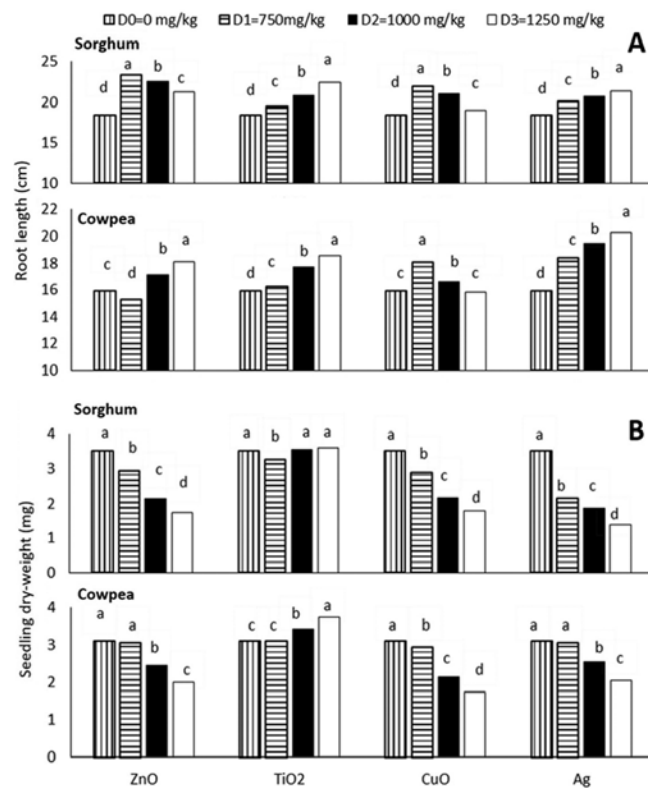 D0=0 mg/kg D1=750mg/kg D2=1000 mg/kg D3=1250 mg/kg
Sorghum
A
25
20
15
10
d a b c
d c b a
d a b c
d c b a
Root length (cm)
Cowpea
22
20
18
16
14
12
10
c d b a
d c b a
c a b c
d c b a
Sorghum
B
4
3
2
1
0
a b c d
a b a a
a b c d
a b c d
Seedling dry-weight (mg)
Cowpea
4
3
2
1
0
a a b c
c c b a
a b c d
a a b c
ZnO TiO2 CuO Ag